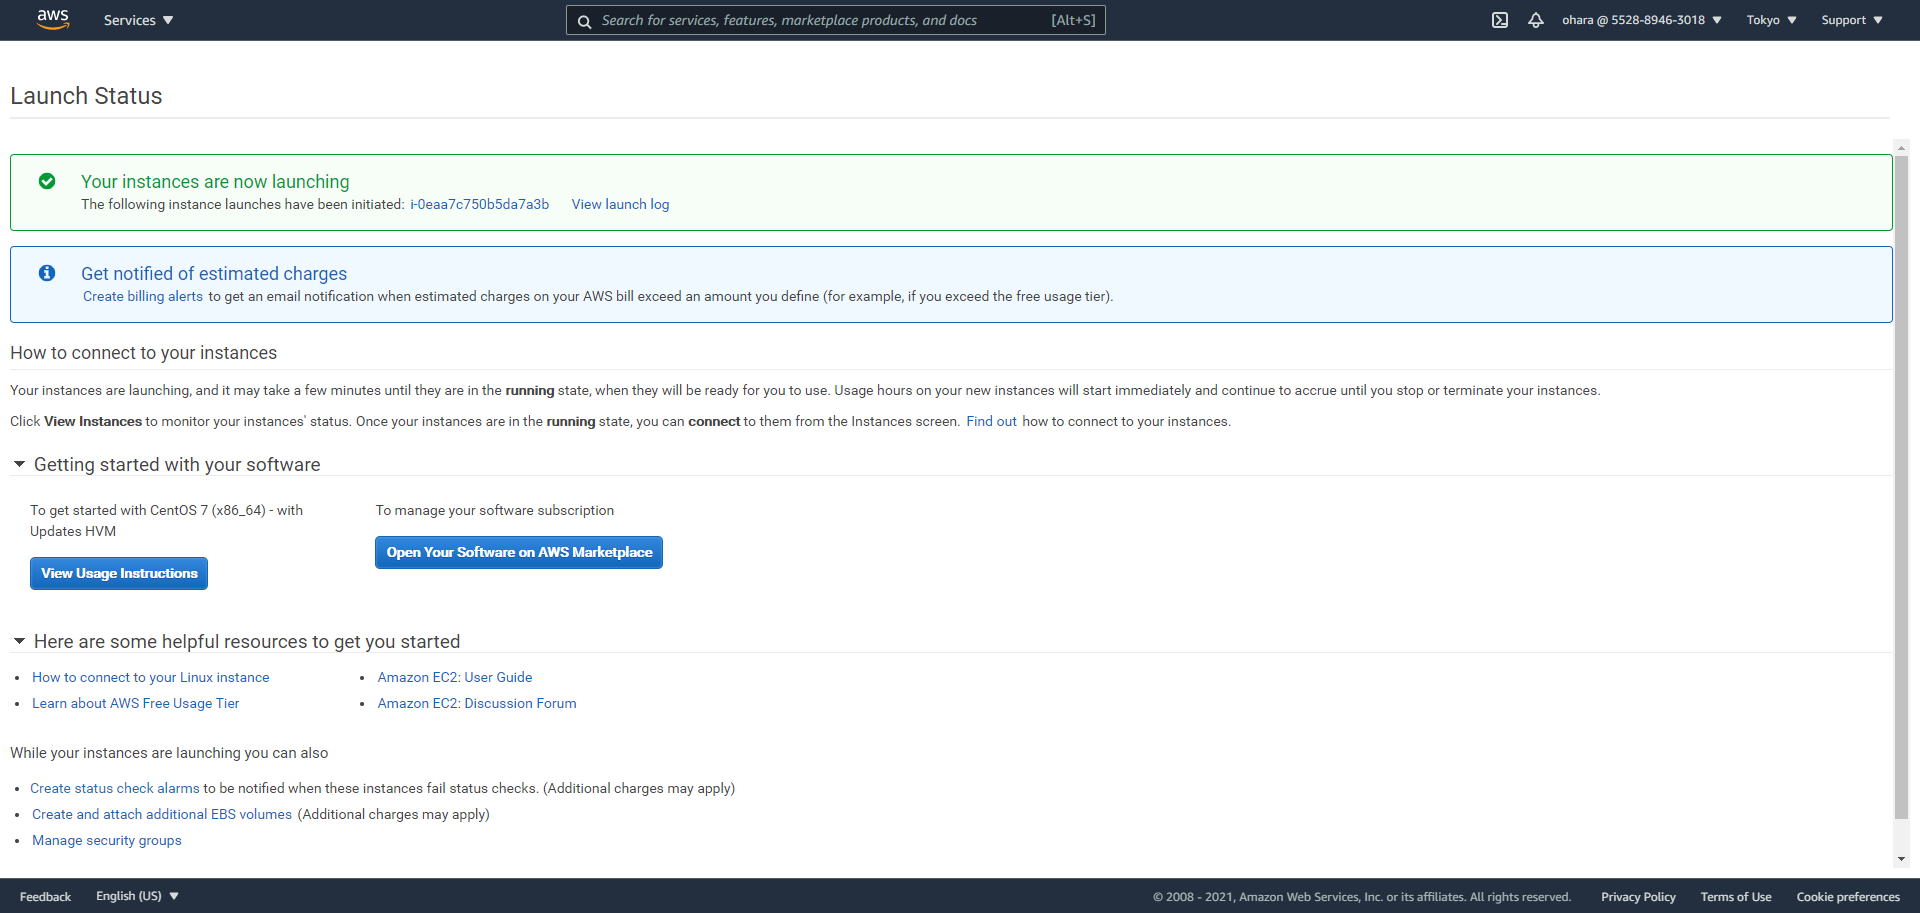 aws
Services
Search for services, features, marketplace products, and docs [Alt+S]
ohara @ 5528-8946-3018
Tokyo
Support
Launch Status
Your instances are now launching
The following instance launches have been initiated: i-0eaa7c750b5da7a3b View launch log
Get notified of estimated charges
Create billing alerts to get an email notification when estimated charges on your AWS bill exceed an amount you define (for example, if you exceed the free usage tier).
How to connect to your instances
Your instances are launching, and it may take a few minutes until they are in the running state, when they will be ready for you to use. Usage hours on your new instances will start immediately and continue to accrue until you stop or terminate your instances.
Click View Instances to monitor your instances' status. Once your instances are in the running state, you can connect to them from the Instances screen. Find out how to connect to your instances.
Getting started with your software
To get started with CentOS 7 (x86_64) - with
Updates HVM
View Usage Instructions
To manage your software subscription
Open Your Software on AWS Marketplace
Here are some helpful resources to get you started
How to connect to your Linux instance
Learn about AWS Free Usage Tier
Amazon EC2: User Guide
Amazon EC2: Discussion Forum
While your instances are launching you can also
Create status check alarms to be notified when these instances fail status checks. (Additional charges may apply)
Create and attach additional EBS volumes (Additional charges may apply)
Manage security groups
Feedback
English (US)
© 2008 - 2021, Amazon Web Services, Inc. or its affiliates. All rights reserved.
Privacy Policy
Terms of Use
Cookie preferences